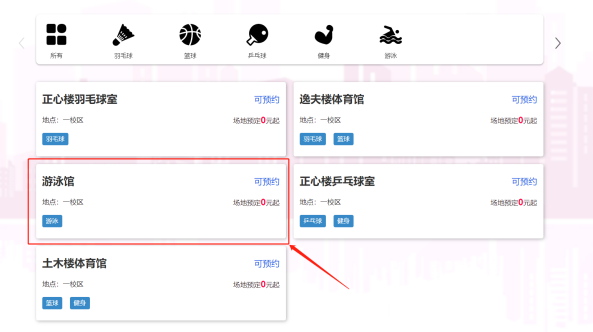 所有 羽毛球 篮球 乒乓球 健身 游泳
正心楼羽毛球室 可预约
地点：一校区 场地预定0元起
羽毛球
逸夫楼体育馆 可预约
地点：一校区 场地预定0元起
羽毛球 篮球
游泳馆 可预约
地点：一校区 场地预定0元起
游泳
正心楼乒乓球室 可预约
地点：一校区 场地预定0元起
乒乓球 健身
土木楼体育馆 可预约
地点：一校区 场地预定0元起
篮球 健身